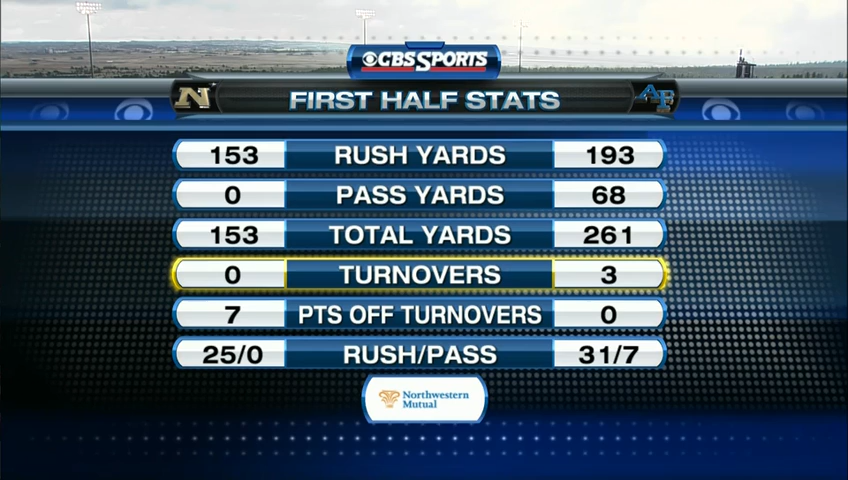 CBS SPORTS
N FIRST HALF STATS AF
153 RUSH YARDS 193
0 PASS YARDS 68
153 TOTAL YARDS 261
0 TURNOVERS 3
7 PTS OFF TURNOVERS 0
25/0 RUSH/PASS 31/7
Northwestern
Mutual